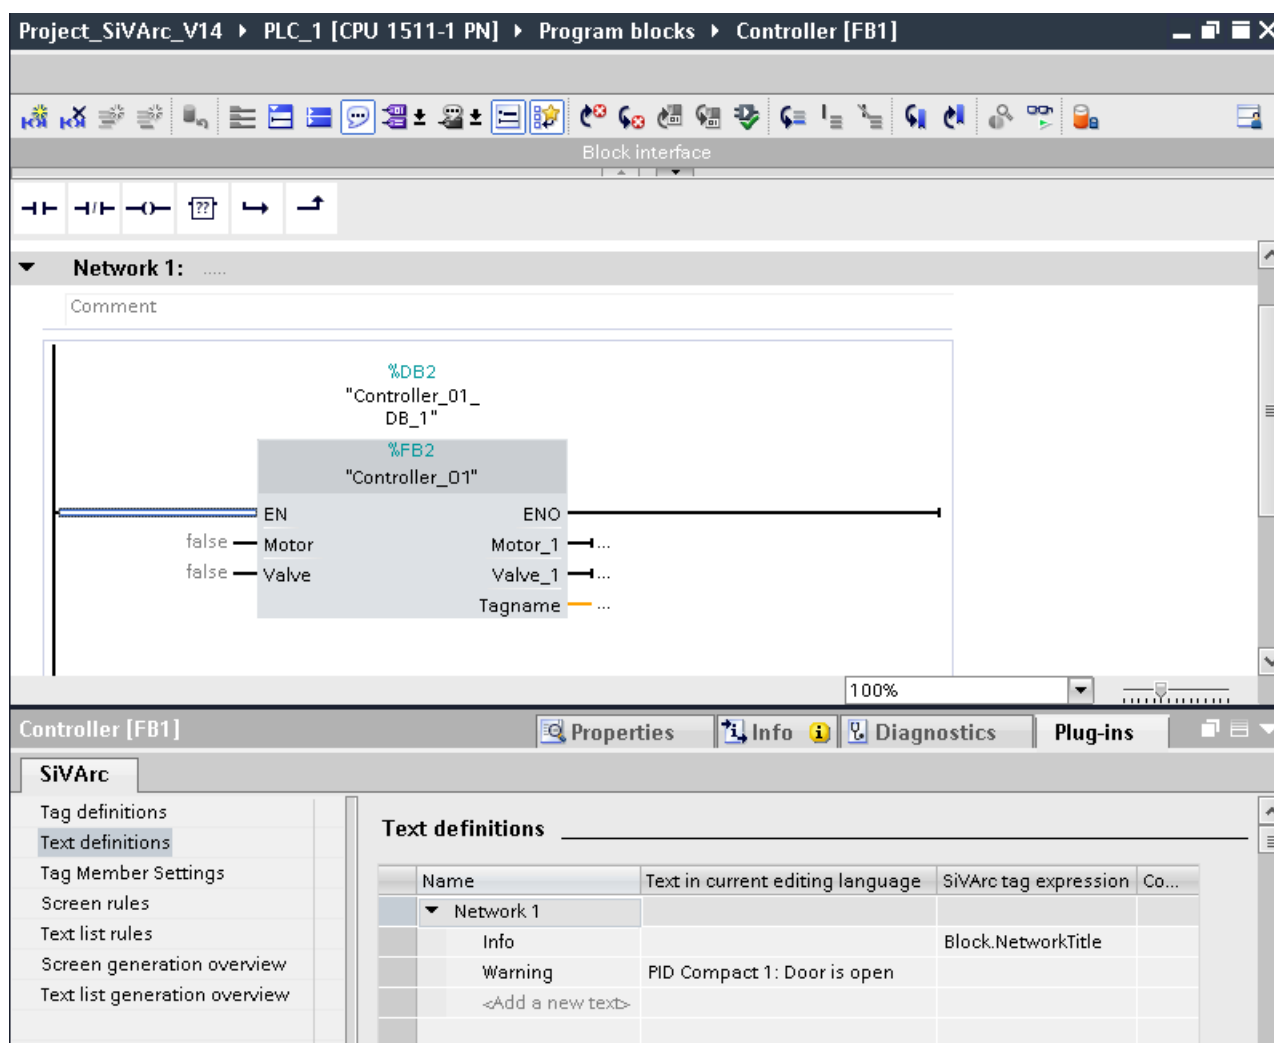 Project_SiVArc_V14 ▸ PLC_1 [CPU 1511-1 PN] ▸ Program blocks ▸ Controller [FB1]
Block interface
??
Network 1: .....
Comment
%DB2
"Controller_01_
DB_1"
%FB2
"Controller_01"
EN ENO
false Motor Motor_1 ...
false Valve Valve_1 ...
Tagname ...
100%
Controller [FB1] Properties Info Diagnostics Plug-ins
SiVArc
Tag definitions
Text definitions
Tag Member Settings
Screen rules
Text list rules
Screen generation overview
Text list generation overview
Text definitions
Name Text in current editing language SiVArc tag expression Co...
Network 1
Info Block.NetworkTitle
Warning PID Compact 1: Door is open
<Add a new text>